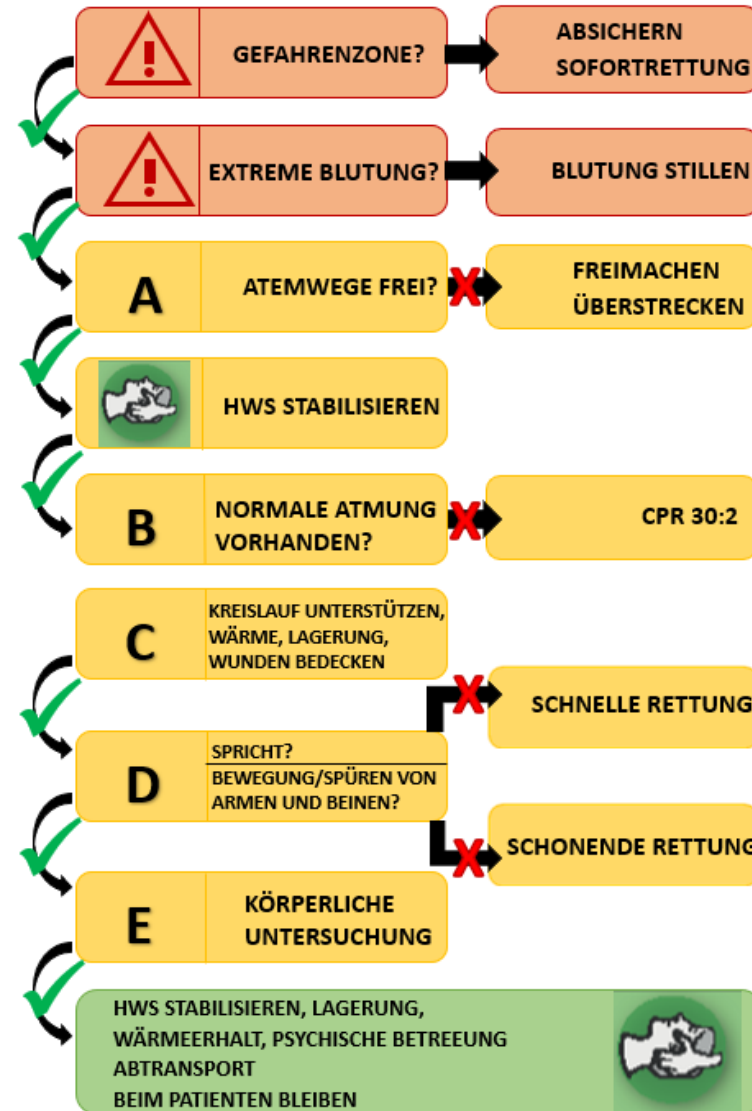 GEFAHRENZONE?
ABSICHERN
SOFORTRETTUNG
EXTREME BLUTUNG?
BLUTUNG STILLEN
A
ATEMWEGE FREI?
FREIMACHEN
ÜBERSTRECKEN
HWS STABILISIEREN
B
NORMALE ATMUNG
VORHANDEN?
CPR 30:2
C
KREISLAUF UNTERSTÜTZEN,
WÄRME, LAGERUNG,
WUNDEN BEDECKEN
SCHNELLE RETTUNG
D
SPRICHT?
BEWEGUNG/SPÜREN VON
ARMEN UND BEINEN?
SCHONENDE RETTUNG
E
KÖRPERLICHE
UNTERSUCHUNG
HWS STABILISIEREN, LAGERUNG,
WÄRMEERHALT, PSYCHISCHE BETREEUNG
ABTRANSPORT
BEIM PATIENTEN BLEIBEN